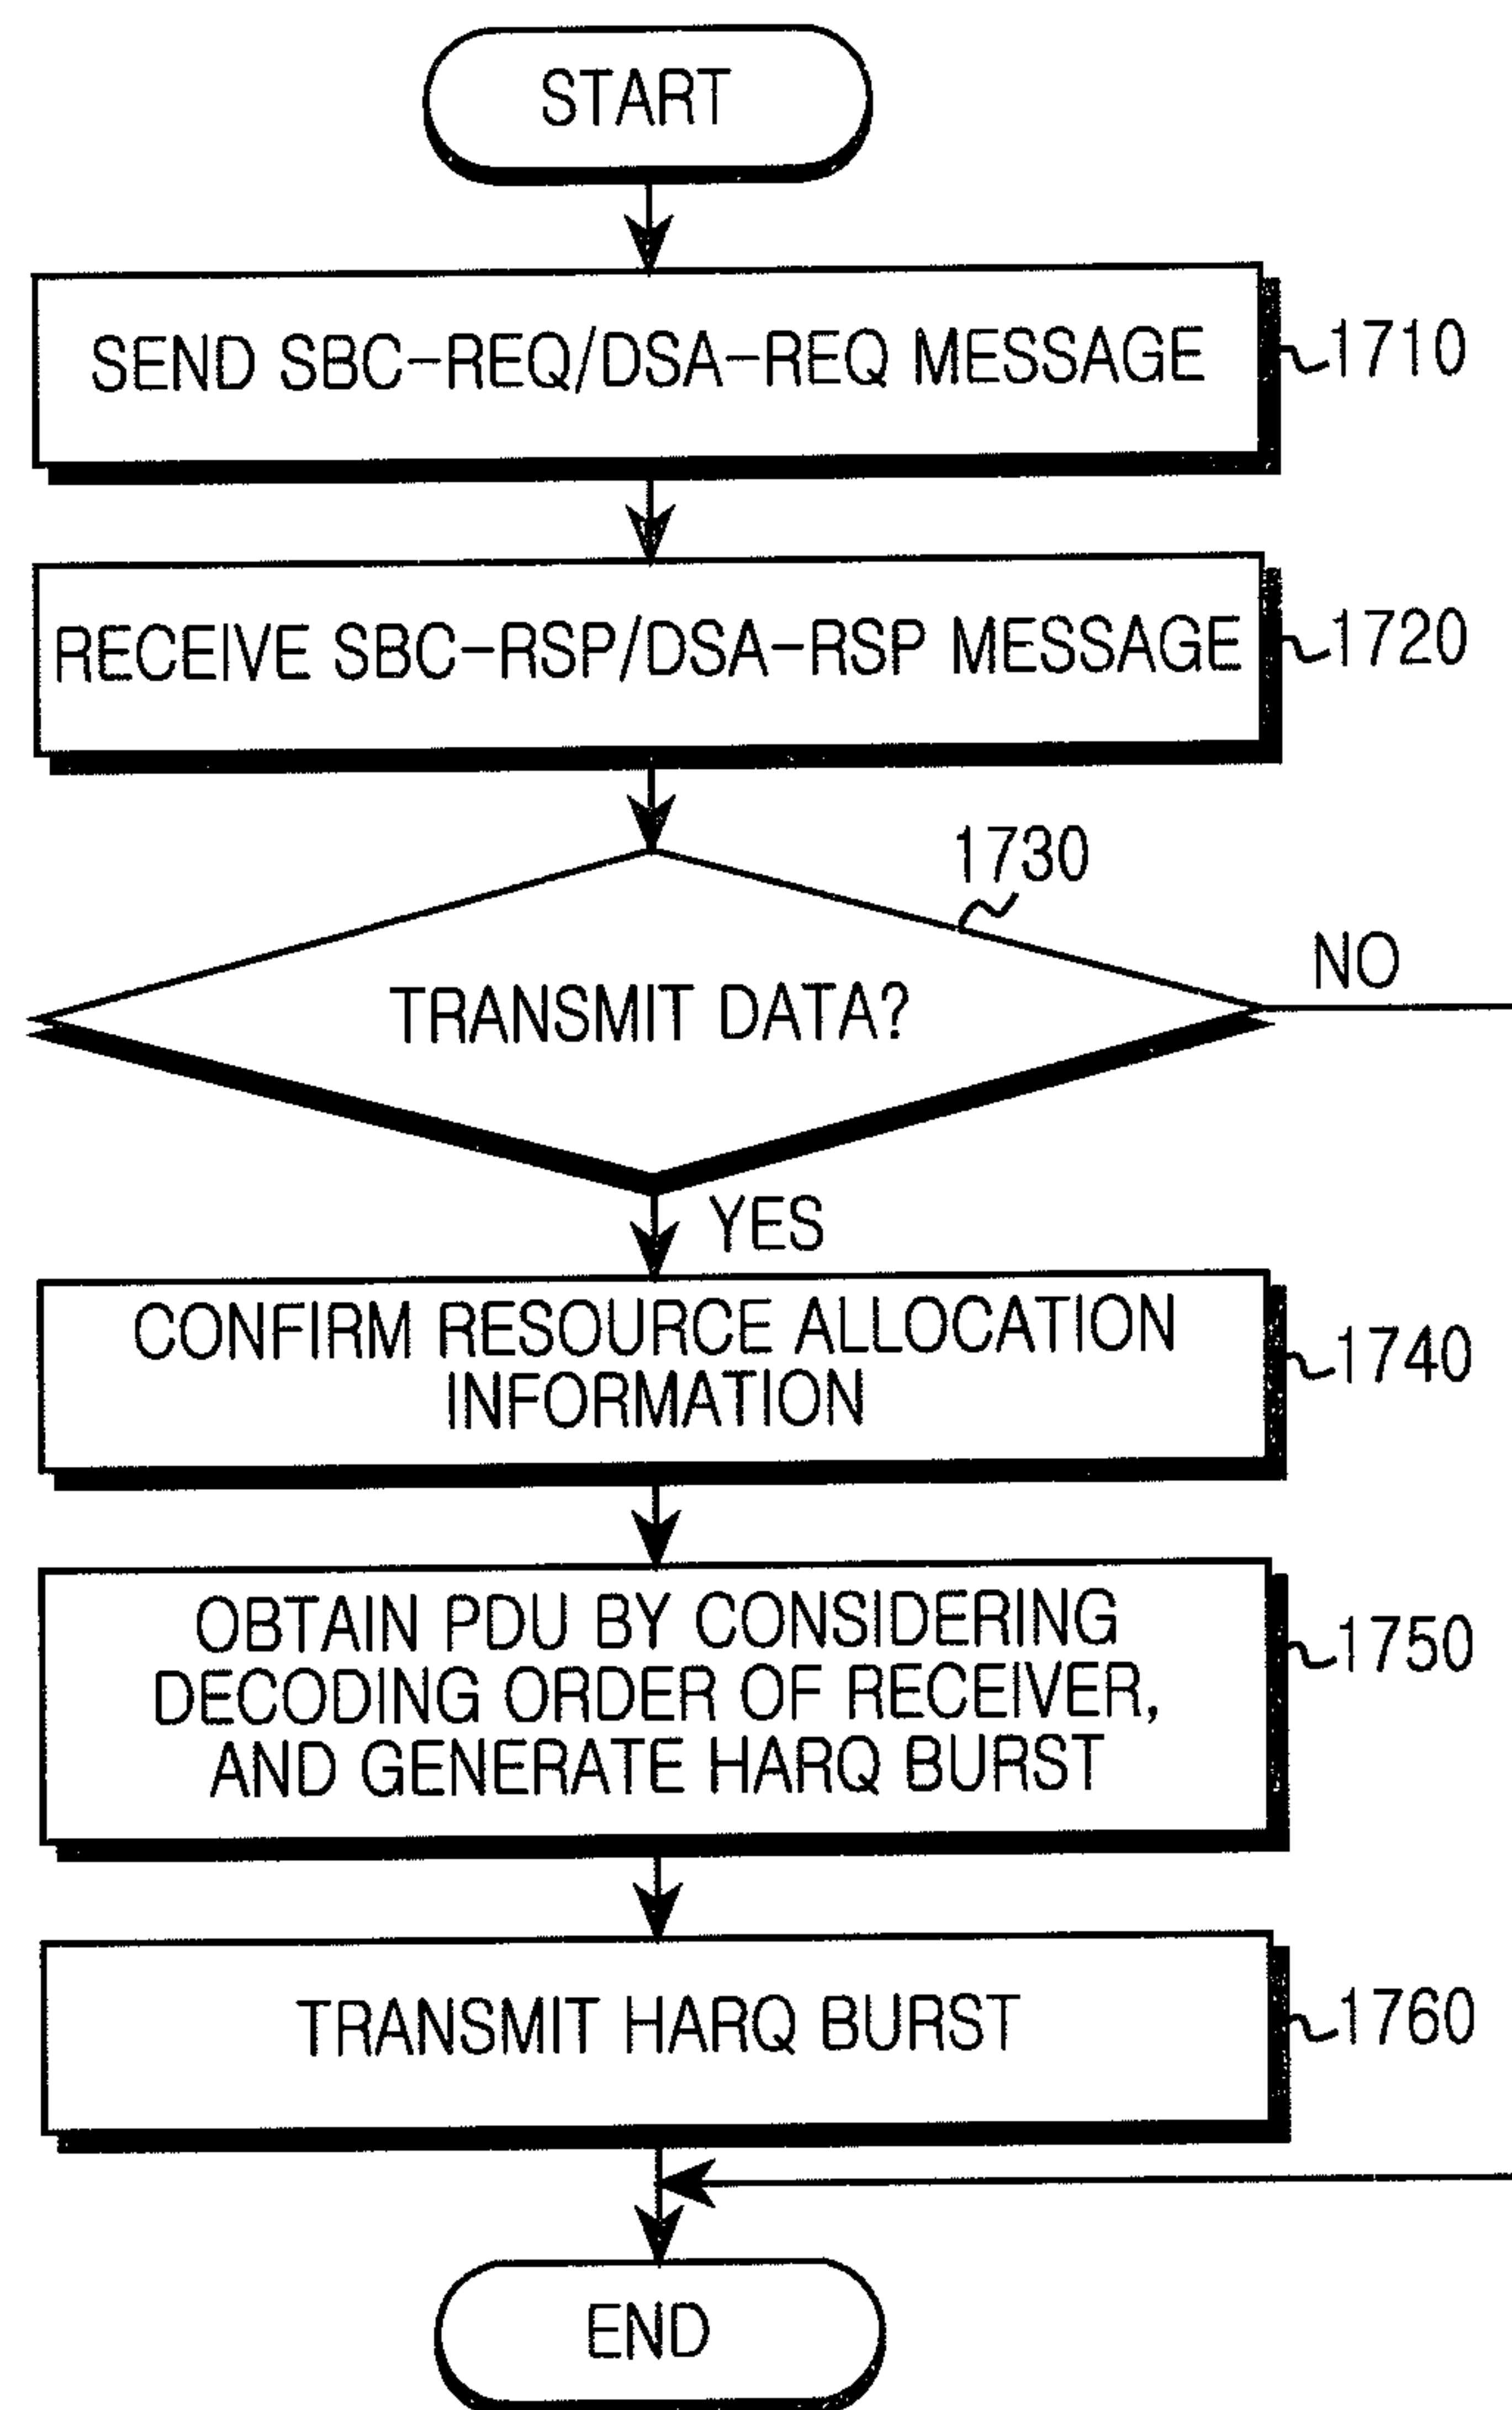 START
SEND SBC-REQ/DSA-REQ MESSAGE
1710
RECEIVE SBC-RSP/DSA-RSP MESSAGE
1720
1730
TRANSMIT DATA?
NO
YES
CONFIRM RESOURCE ALLOCATION
INFORMATION
1740
OBTAIN PDU BY CONSIDERING
DECODING ORDER OF RECEIVER,
AND GENERATE HARQ BURST
1750
TRANSMIT HARQ BURST
1760
END